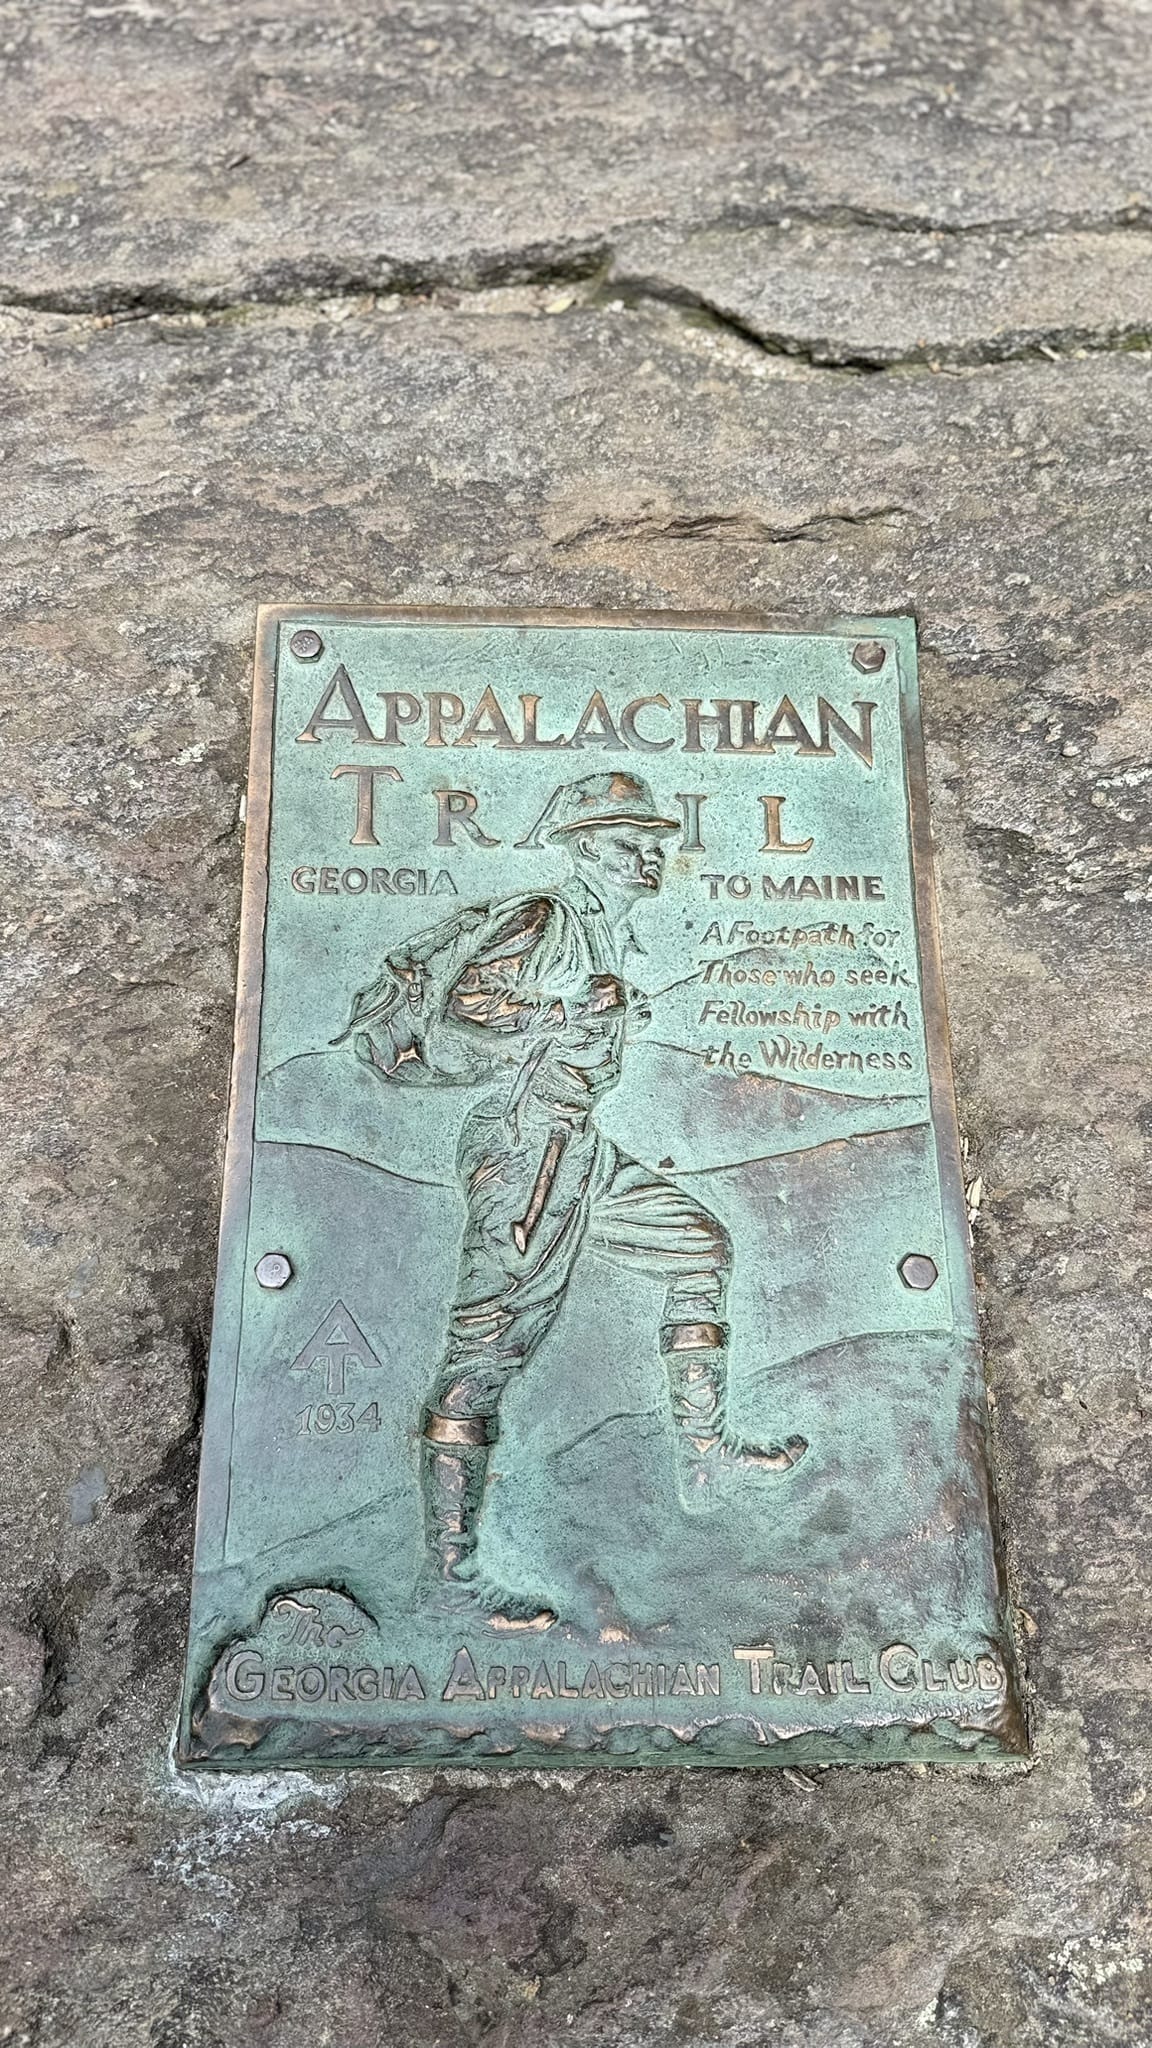 APPALACHIAN
TRAIL
GEORGIA TO MAINE
A Footpath for
Those who seek
Fellowship with
the Wilderness
AT
1934
The
GEORGIA APPALACHIAN TRAIL CLUB